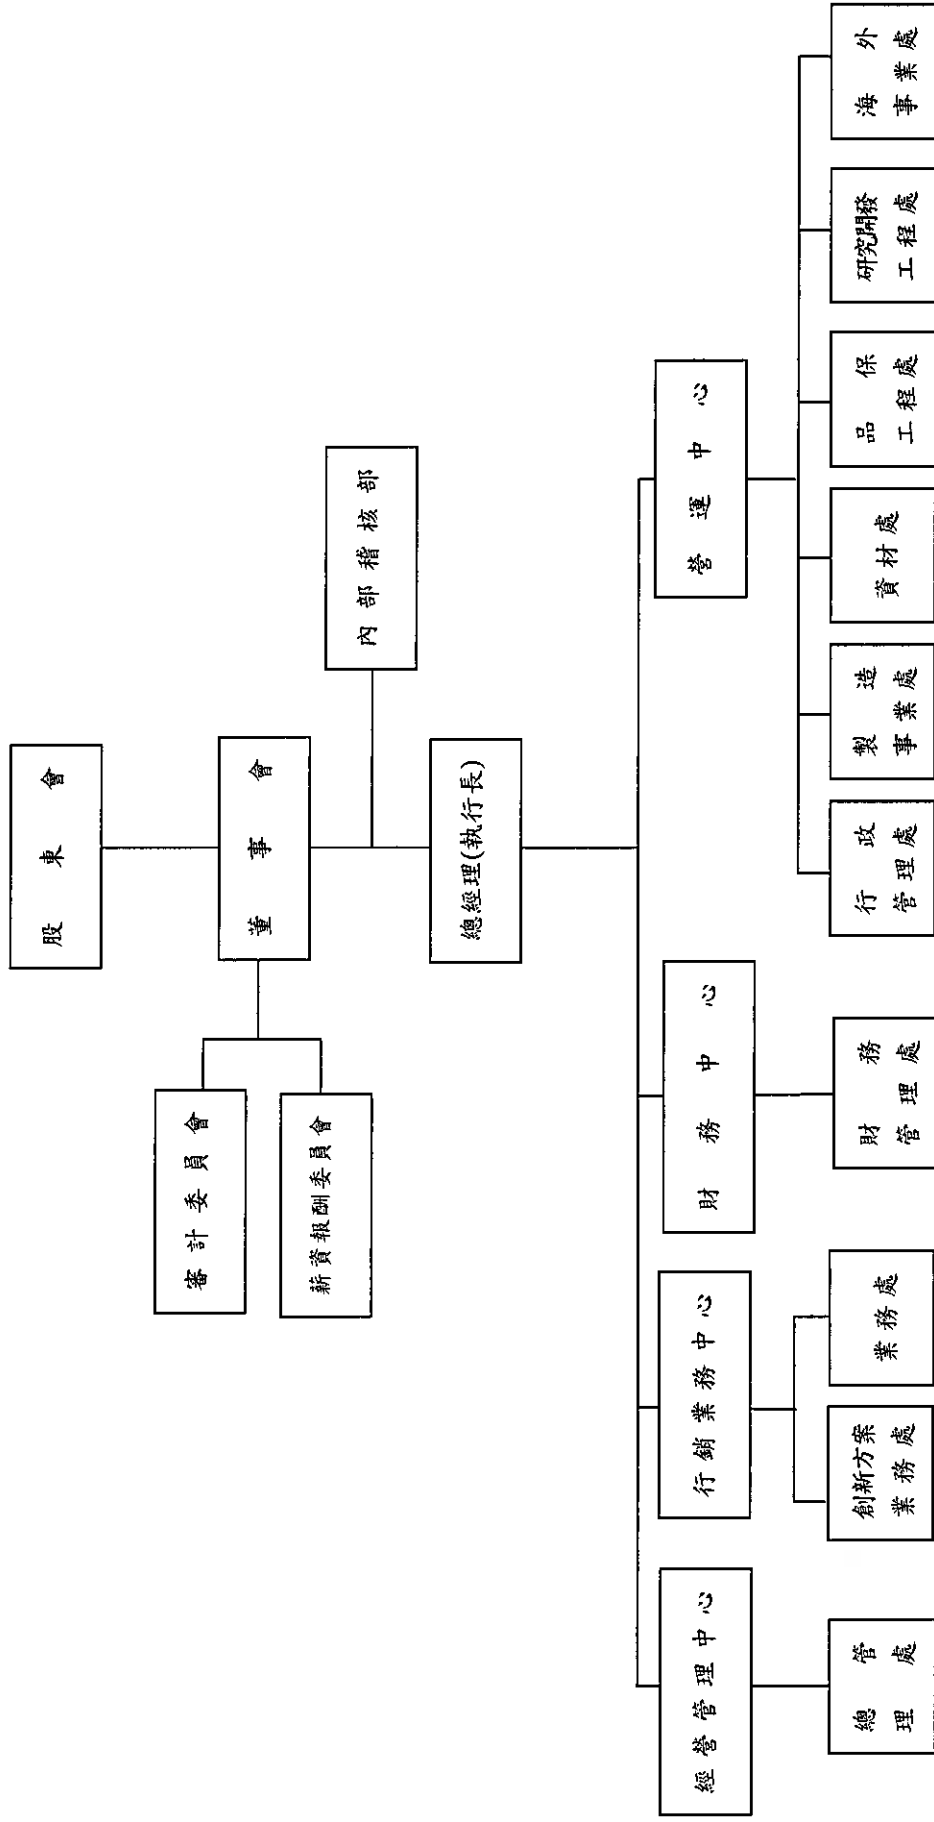 股東會
董事會
審計委員會
薪資報酬委員會
內部稽核部
總經理(執行長)
經營管理中心
行銷業務中心
財務中心
營運中心
總管
理處
創新方案
業務處
業務處
財務
管理處
行政
管理處
製造
事業處
資材處
品保
工程處
研究開發
工程處
海外
事業處